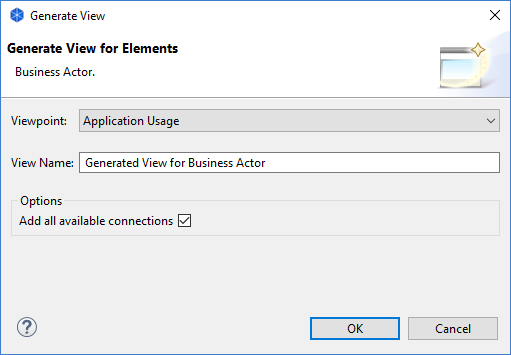 Generate View
Generate View for Elements
Business Actor.
Viewpoint: Application Usage
View Name: Generated View for Business Actor
Options
Add all available connections
?
OK Cancel